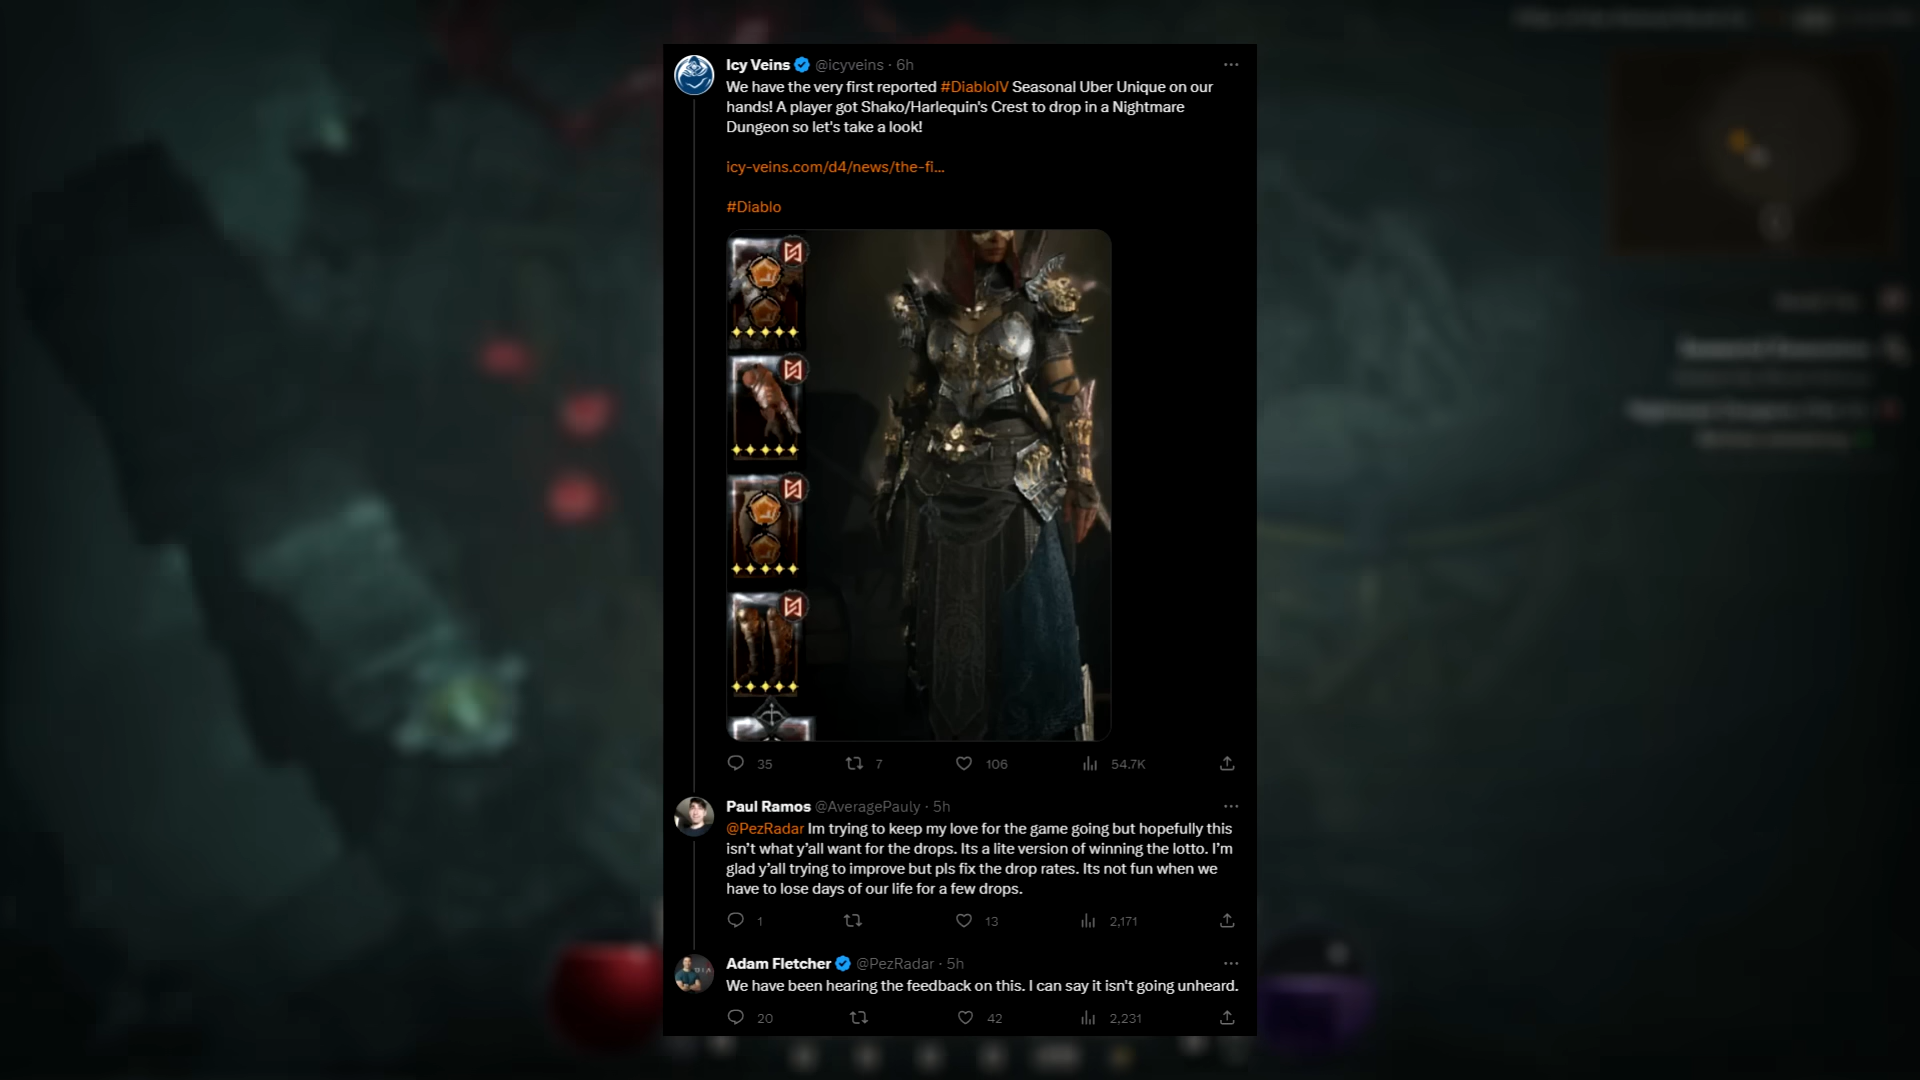 Icy Veins @icyveins · 6h
We have the very first reported #DiabloIV Seasonal Uber Unique on our
hands! A player got Shako/Harlequin's Crest to drop in a Nightmare
Dungeon so let's take a look!
icy-veins.com/d4/news/the-fi...
#Diablo
35 7 106 54.7K
Paul Ramos @AveragePauly · 5h
@PezRadar Im trying to keep my love for the game going but hopefully this
isn’t what y’all want for the drops. Its a lite version of winning the lotto. I’m
glad y’all trying to improve but pls fix the drop rates. Its not fun when we
have to lose days of our life for a few drops.
1 13 2,171
Adam Fletcher @PezRadar · 5h
We have been hearing the feedback on this. I can say it isn't going unheard.
20 42 2,231